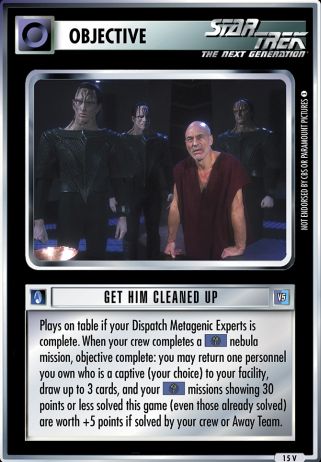 OBJECTIVE
STAR TREK
THE NEXT GENERATION®
NOT ENDORSED BY CBS OR PARAMOUNT PICTURES
GET HIM CLEANED UP
Plays on table if your Dispatch Metagenic Experts is
complete. When your crew completes a nebula
mission, objective complete: you may return one personnel
you own who is a captive (your choice) to your facility,
draw up to 3 cards, and your missions showing 30
points or less solved this game (even those already solved)
are worth +5 points if solved by your crew or Away Team.
15 V